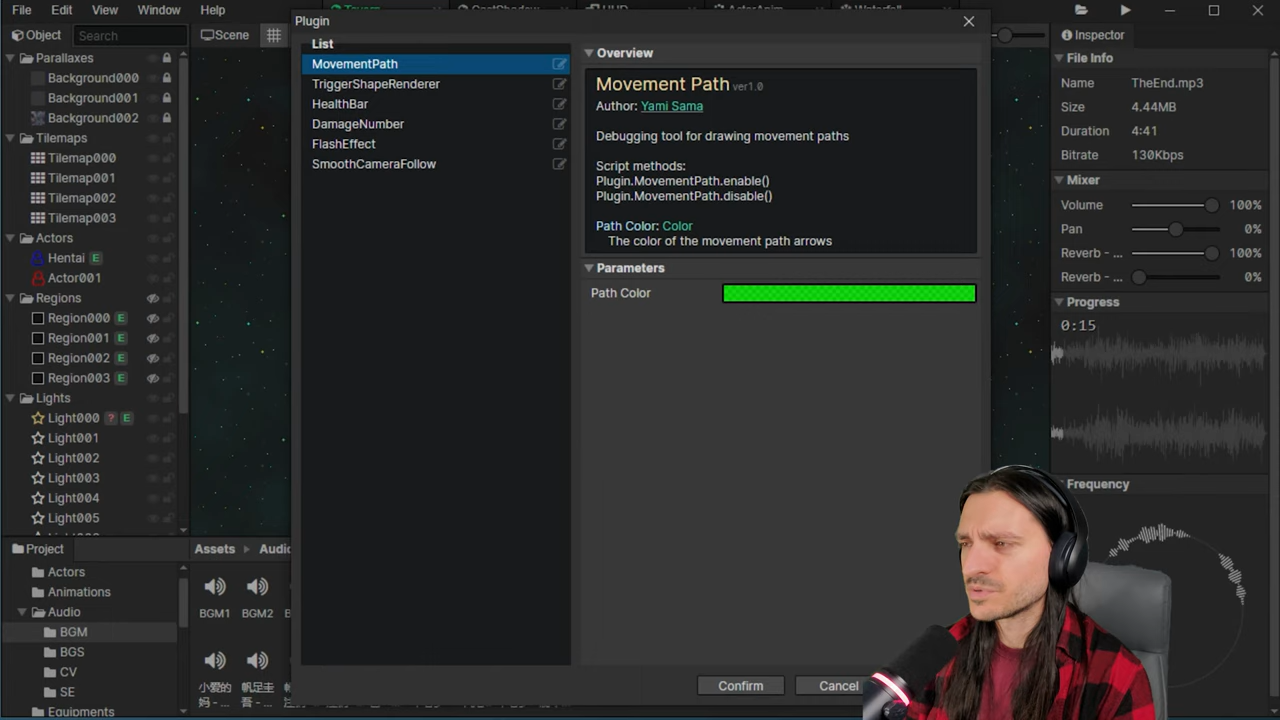 File Edit View Window Help
Tavern
HUD
Object
Search
Scene
Parallaxes
Background000
Background001
Background002
Tilemaps
Tilemap000
Tilemap001
Tilemap002
Tilemap003
Actors
Hentai E
Actor001
Regions
Region000 E
Region001 E
Region002 E
Region003 E
Lights
Light000 ? E
Light001
Light002
Light003
Light004
Light005
Project
Actors
Animations
Audio
BGM
BGS
CV
SE
Equipments
Assets
BGM1 BGM2
Plugin
List
MovementPath
TriggerShapeRenderer
HealthBar
DamageNumber
FlashEffect
SmoothCameraFollow
Overview
Movement Path ver1.0
Author: Yami Sama
Debugging tool for drawing movement paths
Script methods:
Plugin.MovementPath.enable()
Plugin.MovementPath.disable()
Path Color: Color
The color of the movement path arrows
Parameters
Path Color
Confirm
Cancel
Inspector
File Info
Name TheEnd.mp3
Size 4.44MB
Duration 4:41
Bitrate 130Kbps
Mixer
Volume 100%
Pan 0%
Reverb - ... 100%
Reverb - ... 0%
Progress
0:15
Frequency